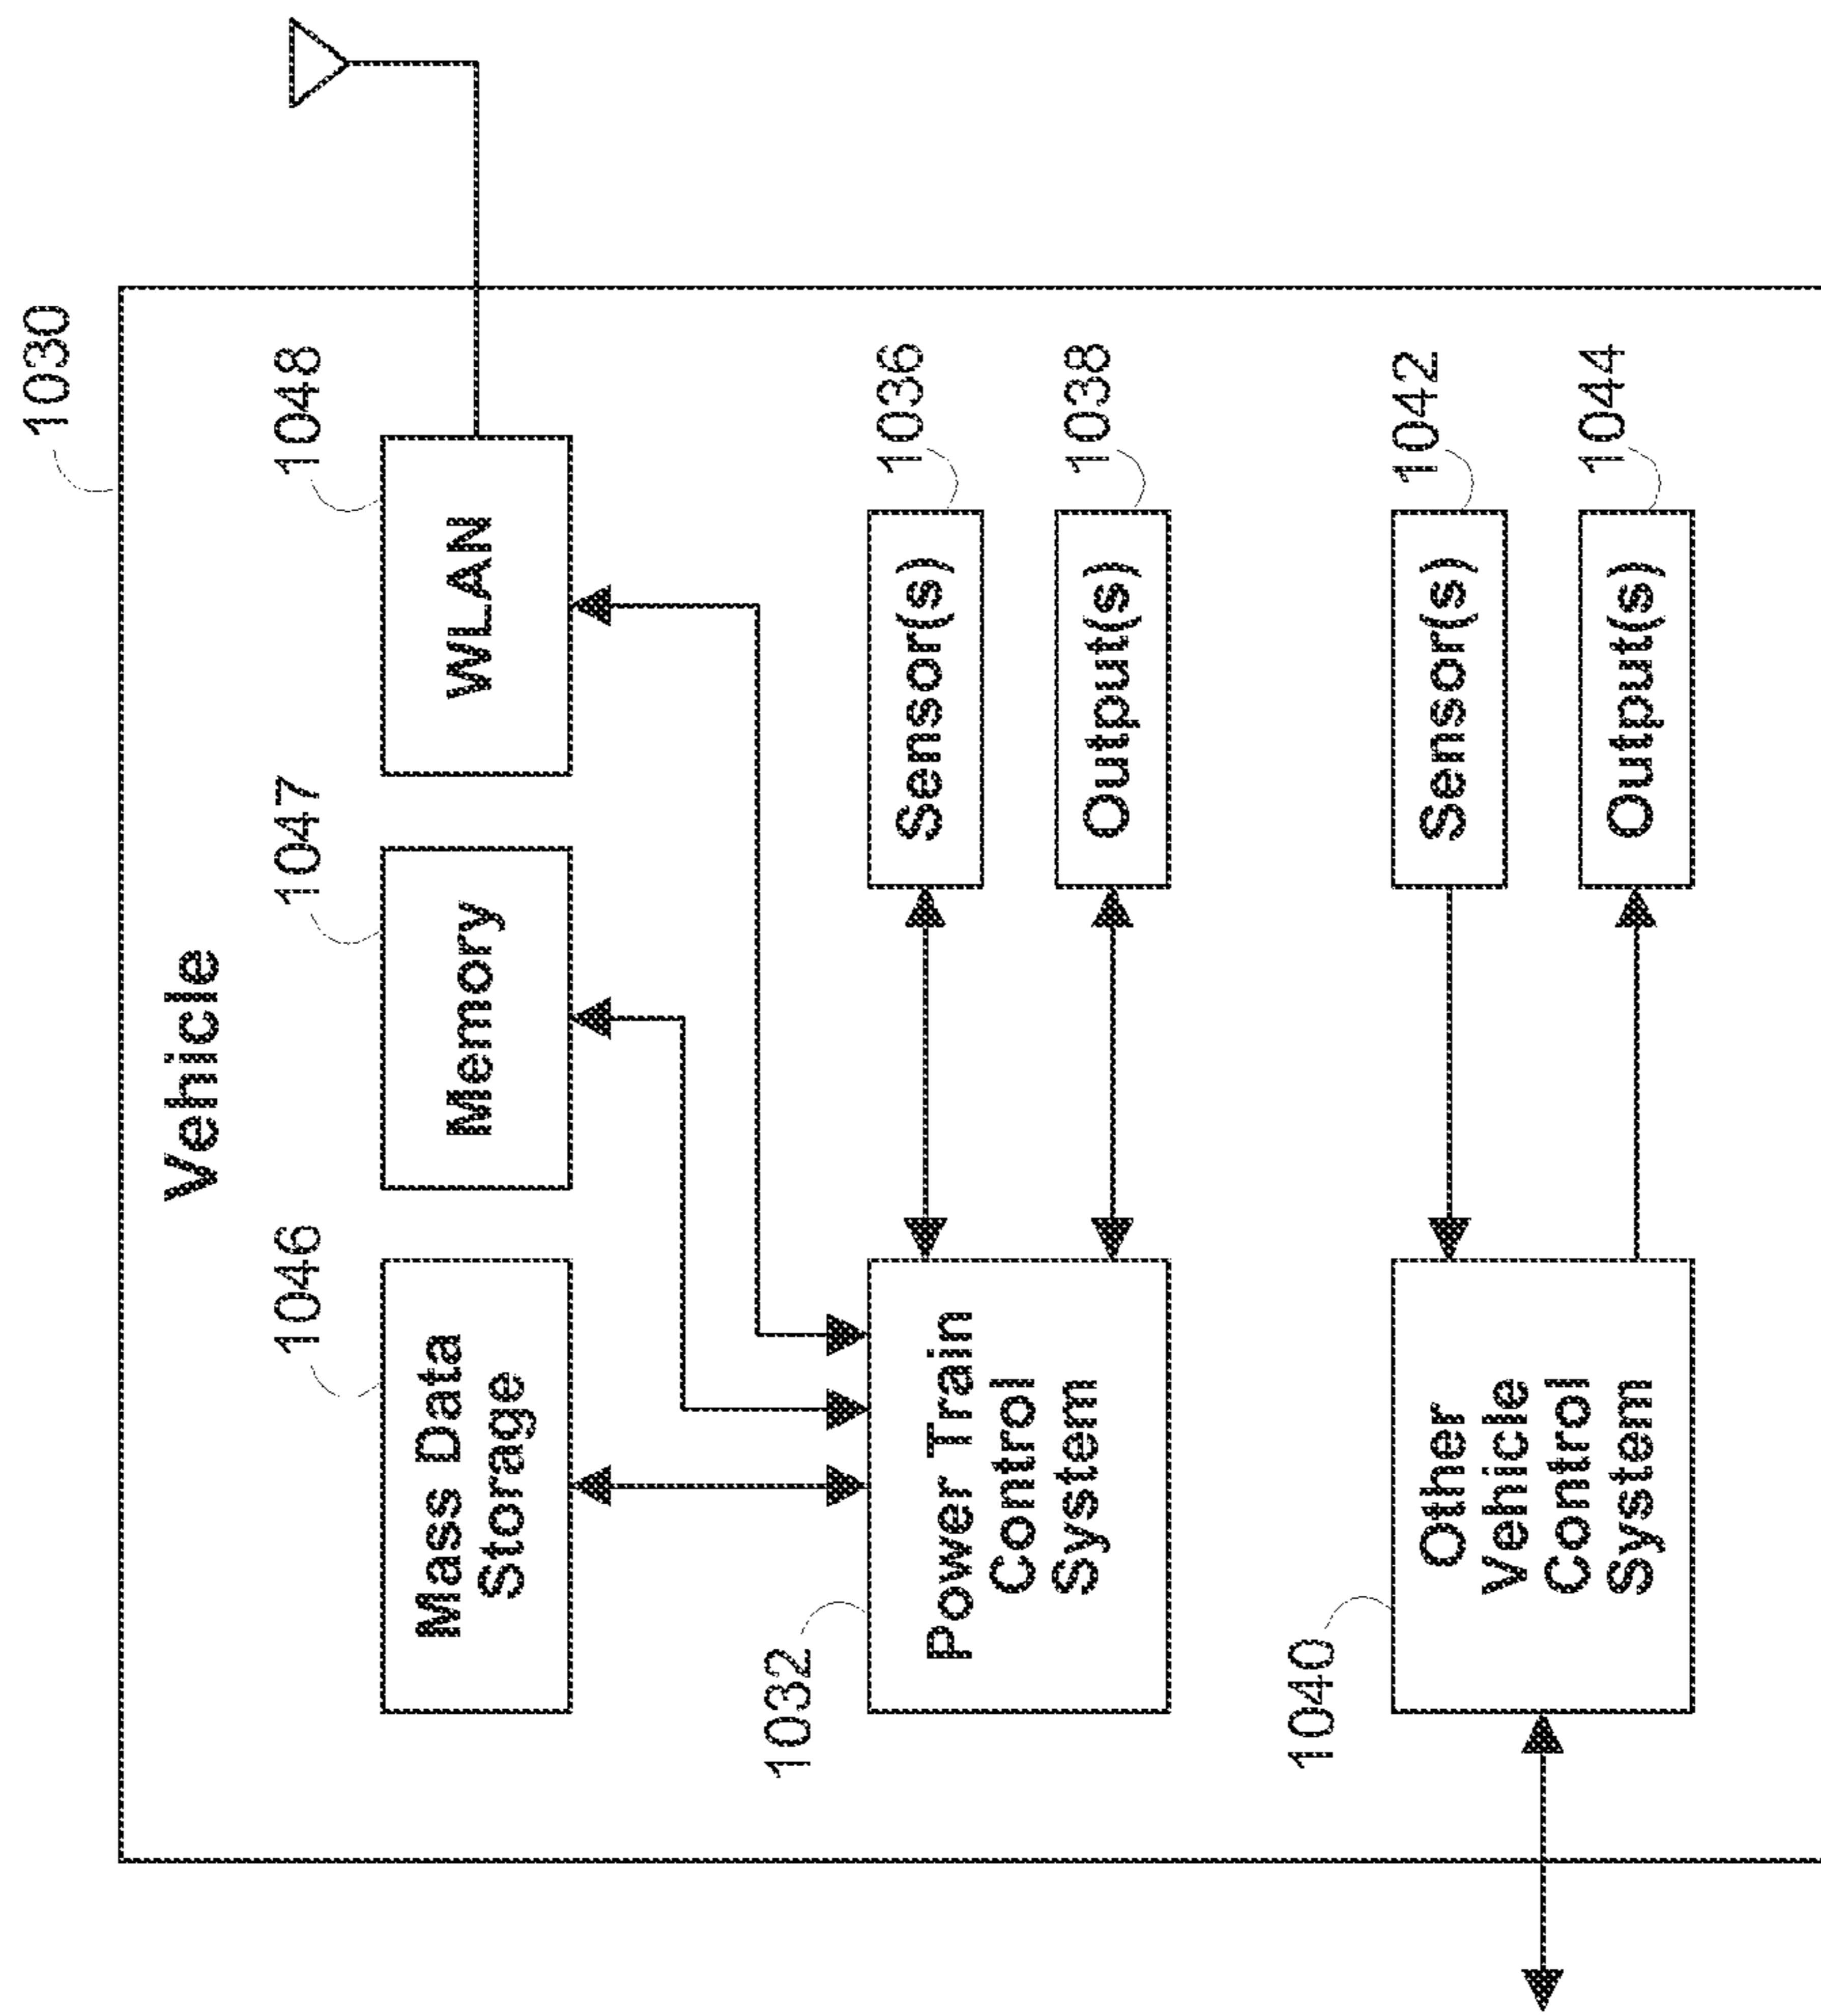 1030
Vehicle
1046
1047
1048
Mass Data
Storage
Memory
WLAN
1032
Power Train
Control
System
Sensor(s)
1036
Output(s)
1038
1040
Other
Vehicle
Control
System
Sensor(s)
1042
Output(s)
1044